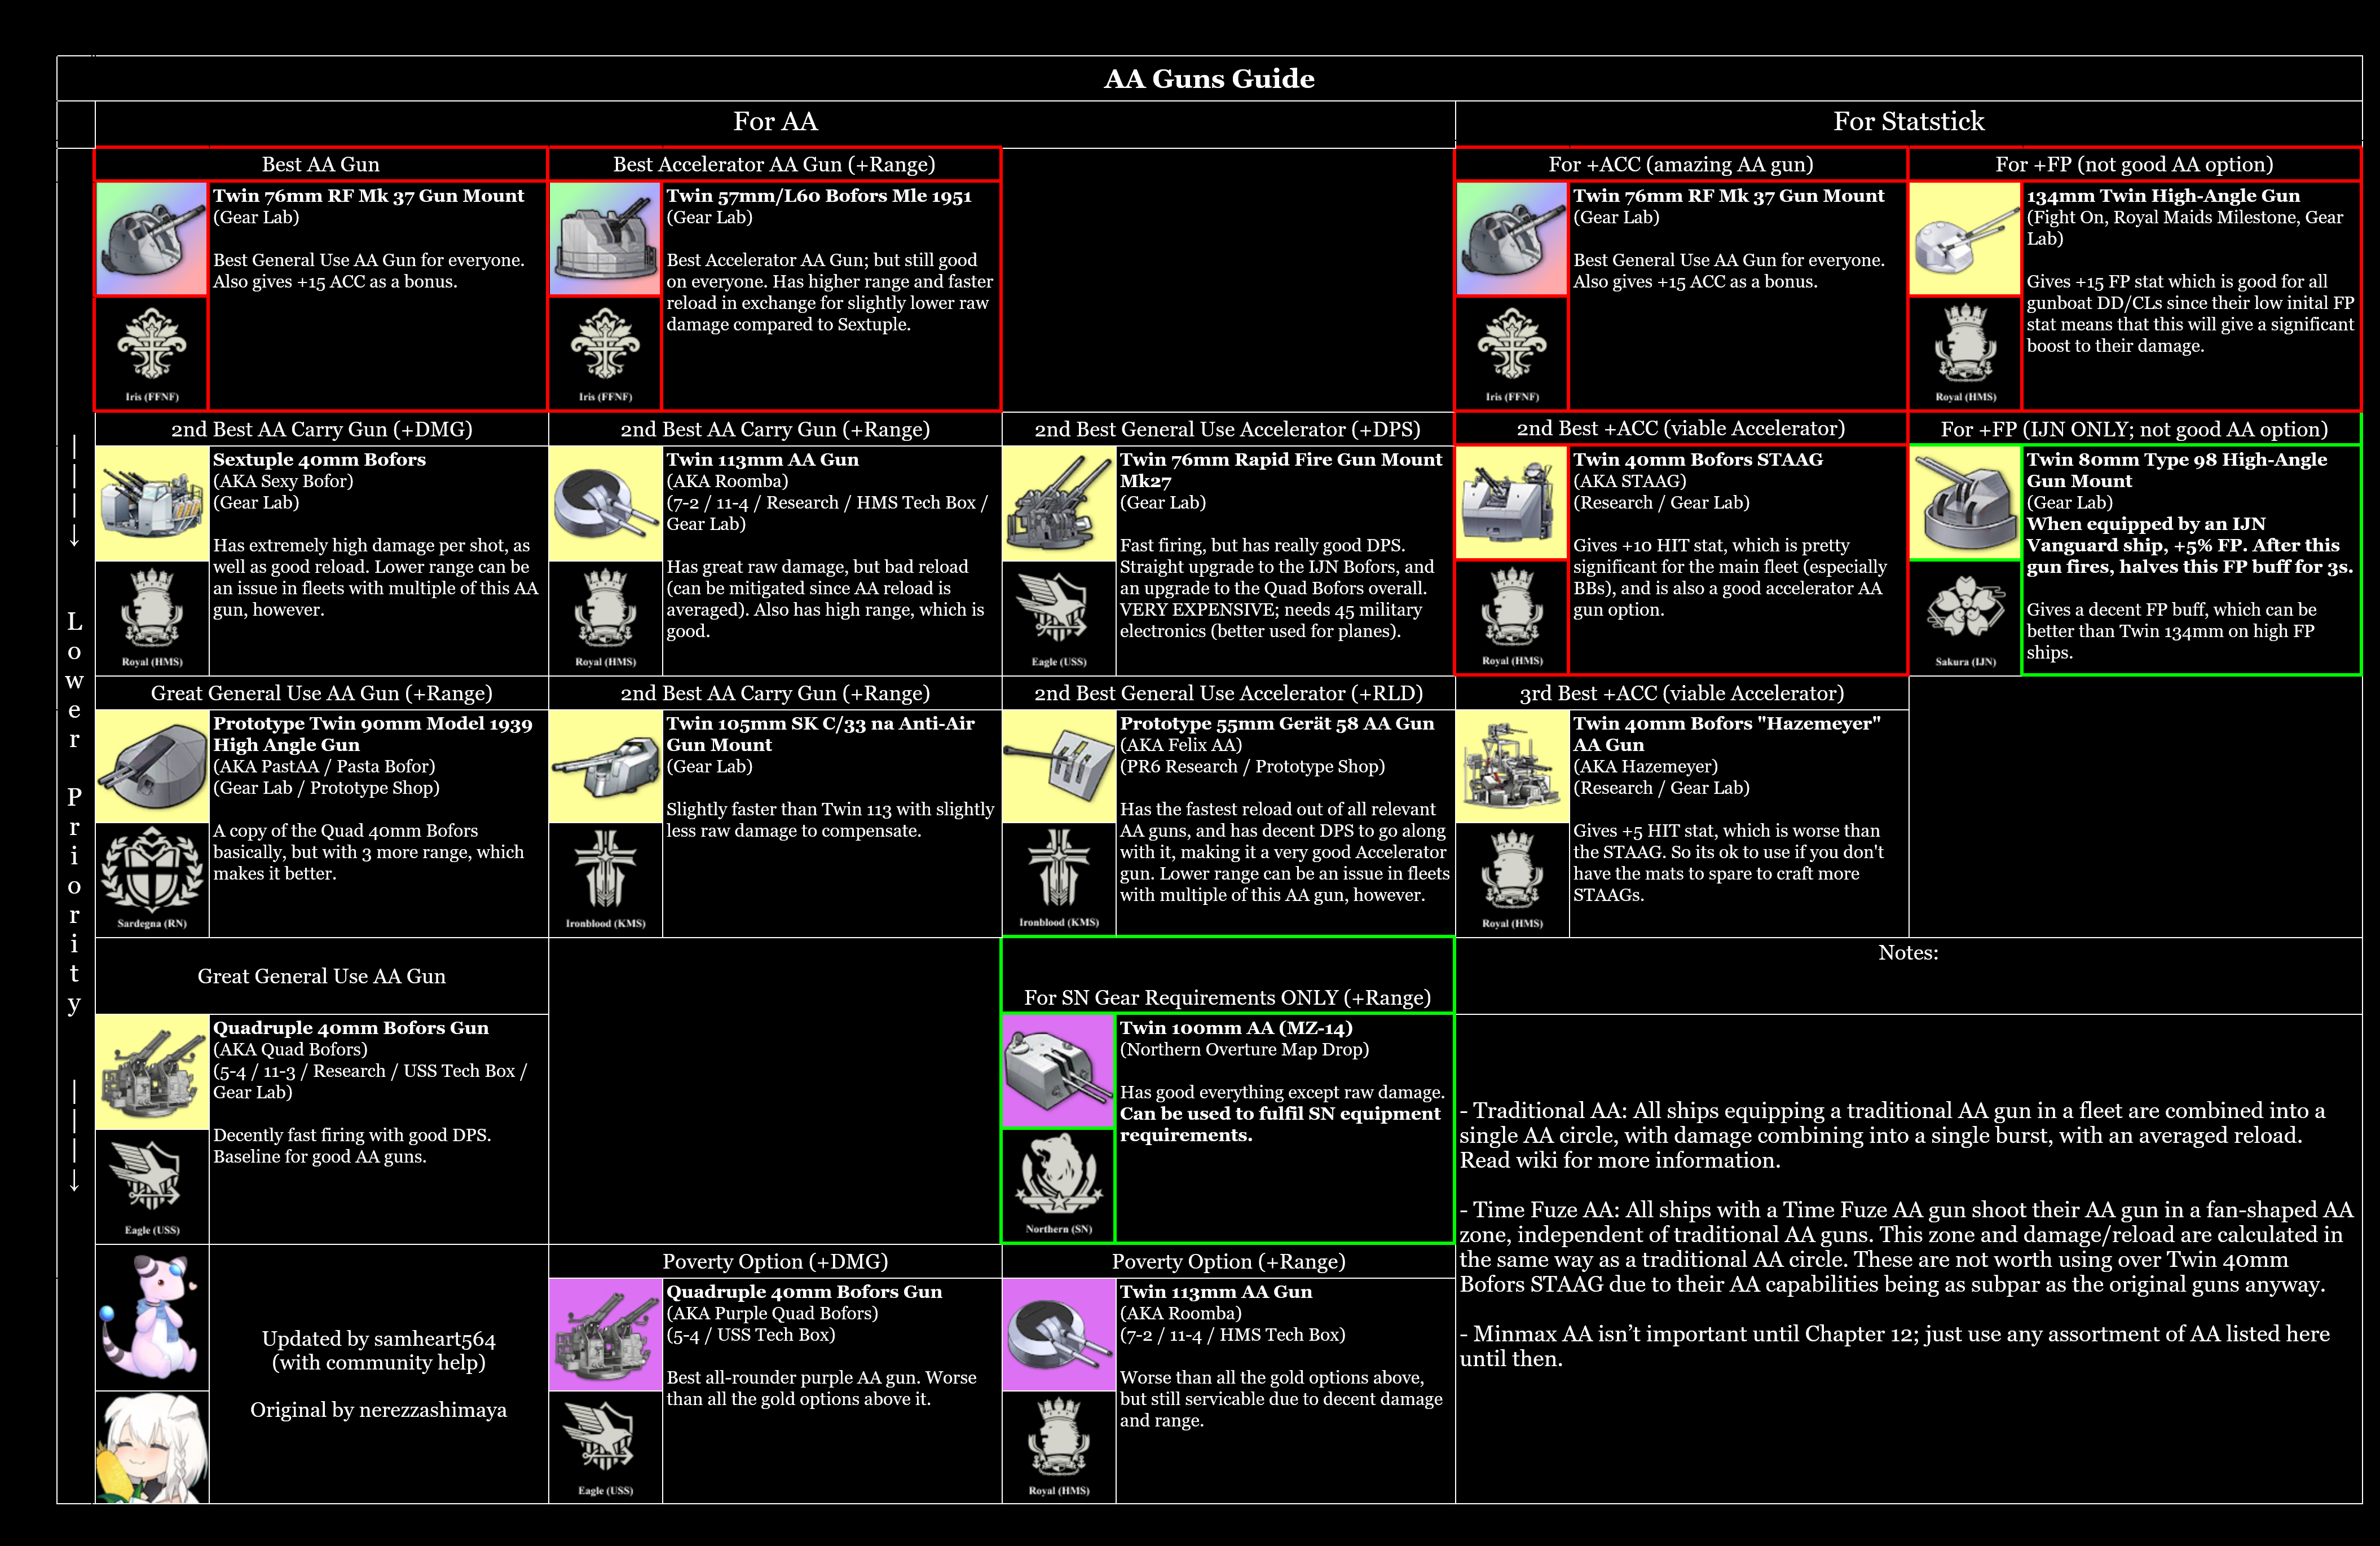 AA Guns Guide
For AA
For Statstick
Best AA Gun
Twin 76mm RF Mk 37 Gun Mount
(Gear Lab)
Best General Use AA Gun for everyone.
Also gives +15 ACC as a bonus.
Iris (FFNF)
Best Accelerator AA Gun (+Range)
Twin 57mm/L60 Bofors Mle 1951
(Gear Lab)
Best Accelerator AA Gun; but still good
on everyone. Has higher range and faster
reload in exchange for slightly lower raw
damage compared to Sextuple.
Iris (FFNF)
For +ACC (amazing AA gun)
Twin 76mm RF Mk 37 Gun Mount
(Gear Lab)
Best General Use AA Gun for everyone.
Also gives +15 ACC as a bonus.
Iris (FFNF)
For +FP (not good AA option)
134mm Twin High-Angle Gun
(Fight On, Royal Maids Milestone, Gear
Lab)
Gives +15 FP stat which is good for all
gunboat DD/CLs since their low inital FP
stat means that this will give a significant
boost to their damage.
Royal (HMS)
Lower Priority
2nd Best AA Carry Gun (+DMG)
Sextuple 40mm Bofors
(AKA Sexy Bofor)
(Gear Lab)
Has extremely high damage per shot, as
well as good reload. Lower range can be
an issue in fleets with multiple of this AA
gun, however.
Royal (HMS)
2nd Best AA Carry Gun (+Range)
Twin 113mm AA Gun
(AKA Roomba)
(7-2 / 11-4 / Research / HMS Tech Box /
Gear Lab)
Has great raw damage, but bad reload
(can be mitigated since AA reload is
averaged). Also has high range, which is
good.
Royal (HMS)
2nd Best General Use Accelerator (+DPS)
Twin 76mm Rapid Fire Gun Mount
Mk27
(Gear Lab)
Fast firing, but has really good DPS.
Straight upgrade to the IJN Bofors, and
an upgrade to the Quad Bofors overall.
VERY EXPENSIVE; needs 45 military
electronics (better used for planes).
Eagle (USS)
2nd Best +ACC (viable Accelerator)
Twin 40mm Bofors STAAG
(AKA STAAG)
(Research / Gear Lab)
Gives +10 HIT stat, which is pretty
significant for the main fleet (especially
BBs), and is also a good accelerator AA
gun option.
Royal (HMS)
For +FP (IJN ONLY; not good AA option)
Twin 80mm Type 98 High-Angle
Gun Mount
(Gear Lab)
When equipped by an IJN
Vanguard ship, +5% FP. After this
gun fires, halves this FP buff for 3s.
Gives a decent FP buff, which can be
better than Twin 134mm on high FP
ships.
Sakura (IJN)
Great General Use AA Gun (+Range)
Prototype Twin 90mm Model 1939
High Angle Gun
(AKA PastAA / Pasta Bofor)
(Gear Lab / Prototype Shop)
A copy of the Quad 40mm Bofors
basically, but with 3 more range, which
makes it better.
Sardegna (RN)
2nd Best AA Carry Gun (+Range)
Twin 105mm SK C/33 na Anti-Air
Gun Mount
(Gear Lab)
Slightly faster than Twin 113 with slightly
less raw damage to compensate.
Ironblood (KMS)
2nd Best General Use Accelerator (+RLD)
Prototype 55mm Gerät 58 AA Gun
(AKA Felix AA)
(PR6 Research / Prototype Shop)
Has the fastest reload out of all relevant
AA guns, and has decent DPS to go along
with it, making it a very good Accelerator
gun. Lower range can be an issue in fleets
with multiple of this AA gun, however.
Ironblood (KMS)
3rd Best +ACC (viable Accelerator)
Twin 40mm Bofors "Hazemeyer"
AA Gun
(AKA Hazemeyer)
(Research / Gear Lab)
Gives +5 HIT stat, which is worse than
the STAAG. So its ok to use if you don't
have the mats to spare to craft more
STAAGs.
Royal (HMS)
Great General Use AA Gun
Quadruple 40mm Bofors Gun
(AKA Quad Bofors)
(5-4 / 11-3 / Research / USS Tech Box /
Gear Lab)
Decently fast firing with good DPS.
Baseline for good AA guns.
Eagle (USS)
For SN Gear Requirements ONLY (+Range)
Twin 100mm AA (MZ-14)
(Northern Overture Map Drop)
Has good everything except raw damage.
Can be used to fulfil SN equipment
requirements.
Northern (SN)
Notes:
- Traditional AA: All ships equipping a traditional AA gun in a fleet are combined into a
single AA circle, with damage combining into a single burst, with an averaged reload.
Read wiki for more information.
- Time Fuze AA: All ships with a Time Fuze AA gun shoot their AA gun in a fan-shaped AA
zone, independent of traditional AA guns. This zone and damage/reload are calculated in
the same way as a traditional AA circle. These are not worth using over Twin 40mm
Bofors STAAG due to their AA capabilities being as subpar as the original guns anyway.
- Minmax AA isn’t important until Chapter 12; just use any assortment of AA listed here
until then.
Updated by samheart564
(with community help)
Original by nerezzashimaya
Poverty Option (+DMG)
Quadruple 40mm Bofors Gun
(AKA Purple Quad Bofors)
(5-4 / USS Tech Box)
Best all-rounder purple AA gun. Worse
than all the gold options above it.
Eagle (USS)
Poverty Option (+Range)
Twin 113mm AA Gun
(AKA Roomba)
(7-2 / 11-4 / HMS Tech Box)
Worse than all the gold options above,
but still servicable due to decent damage
and range.
Royal (HMS)